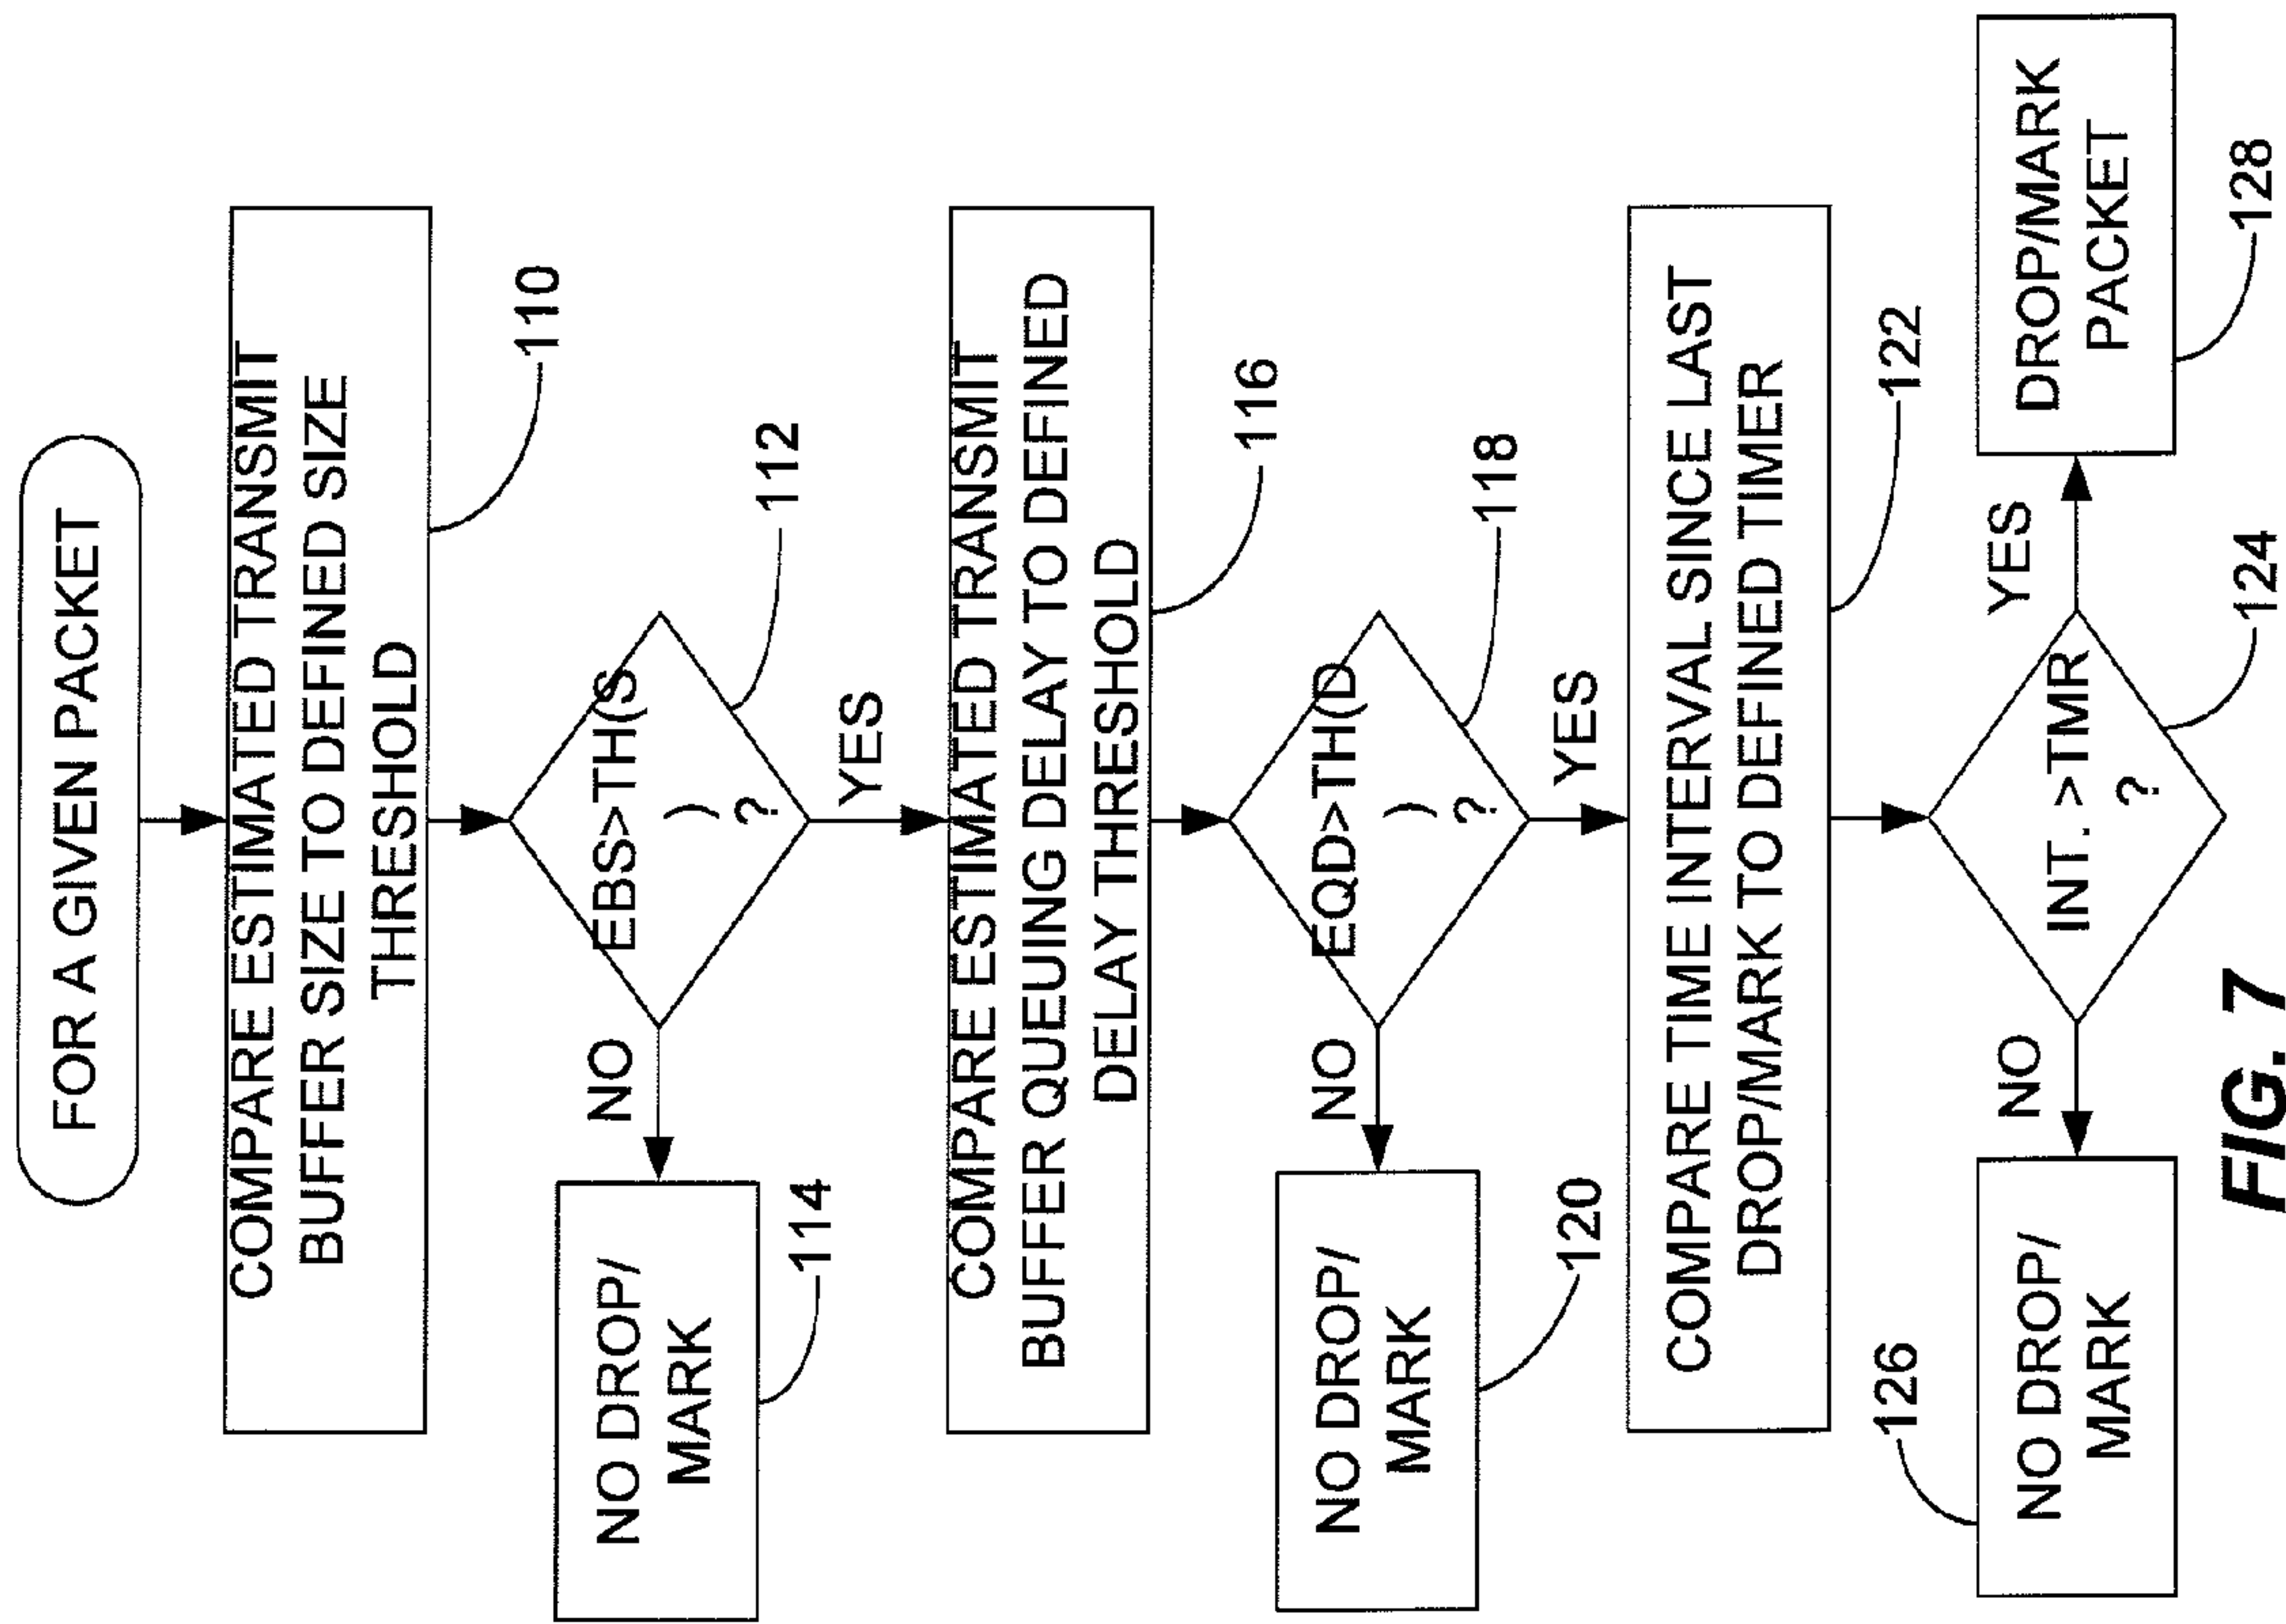 FOR A GIVEN PACKET
COMPARE ESTIMATED TRANSMIT
BUFFER SIZE TO DEFINED SIZE
THRESHOLD
110
EBS>TH(S
)
?
112
NO
YES
NO DROP/
MARK
114
COMPARE ESTIMATED TRANSMIT
BUFFER QUEUING DELAY TO DEFINED
DELAY THRESHOLD
116
EQD>TH(D
)
?
118
NO
YES
NO DROP/
MARK
120
COMPARE TIME INTERVAL SINCE LAST
DROP/MARK TO DEFINED TIMER
122
INT. >TMR
?
124
NO
YES
126
NO DROP/
MARK
DROP/MARK
PACKET
128
FIG. 7